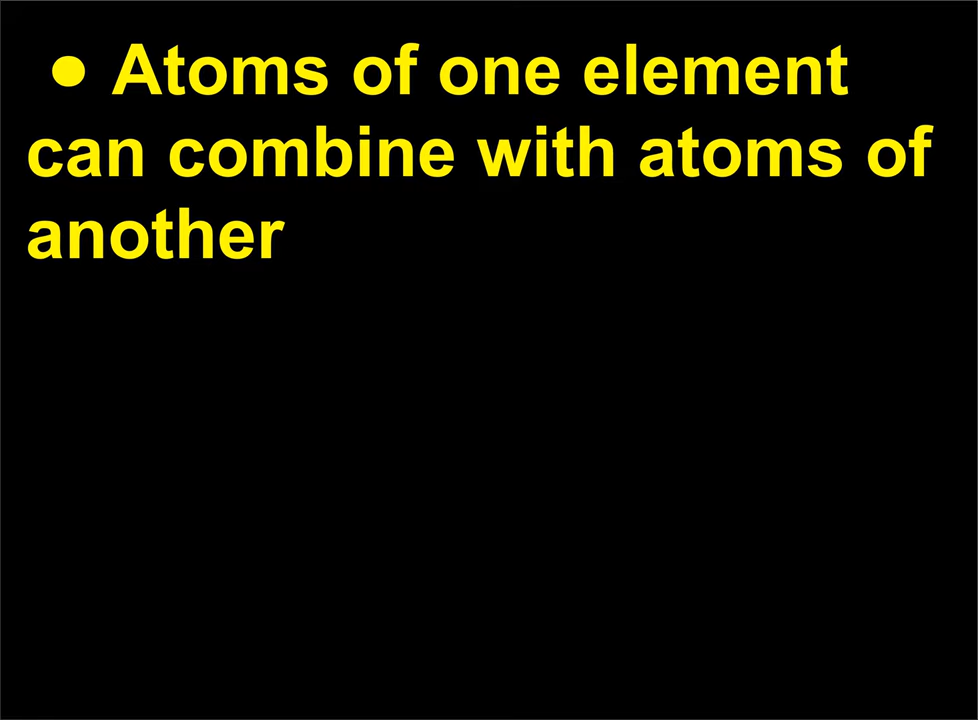 ● Atoms of one element
can combine with atoms of
another